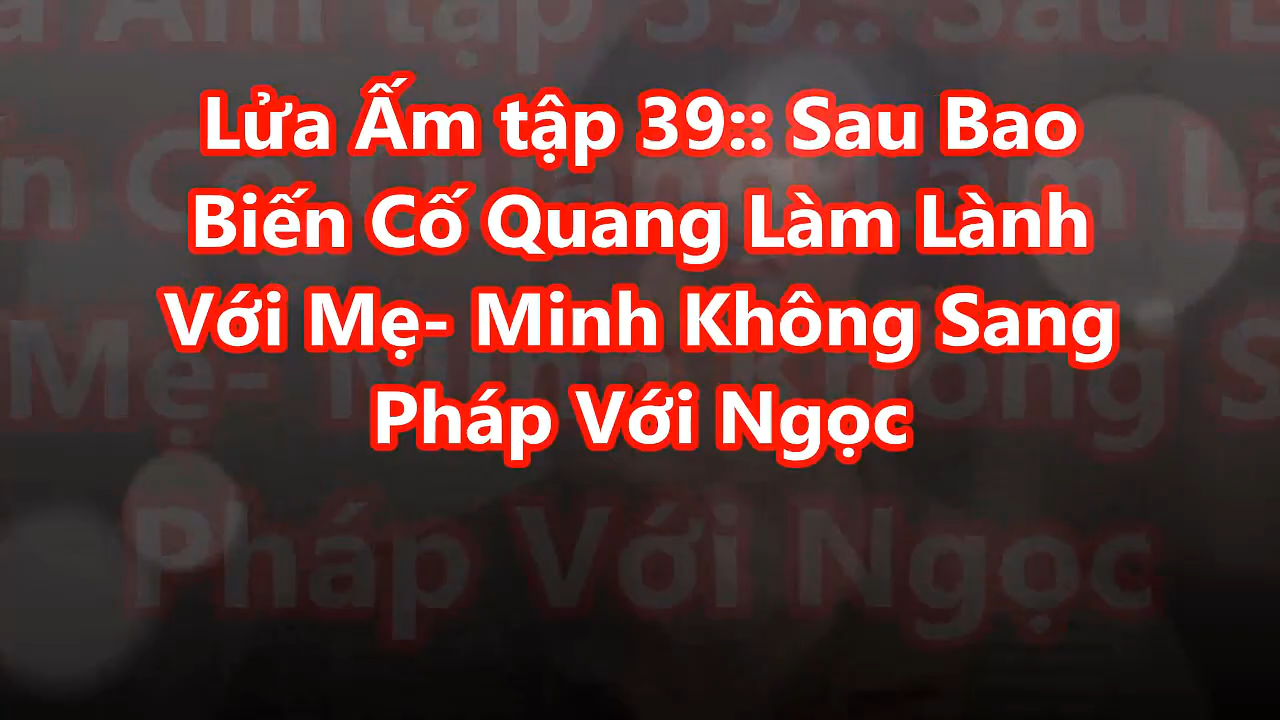 Lửa Ấm tập 39:: Sau Bao
Biến Cố Quang Làm Lành
Với Mẹ- Minh Không Sang
Pháp Với Ngọc